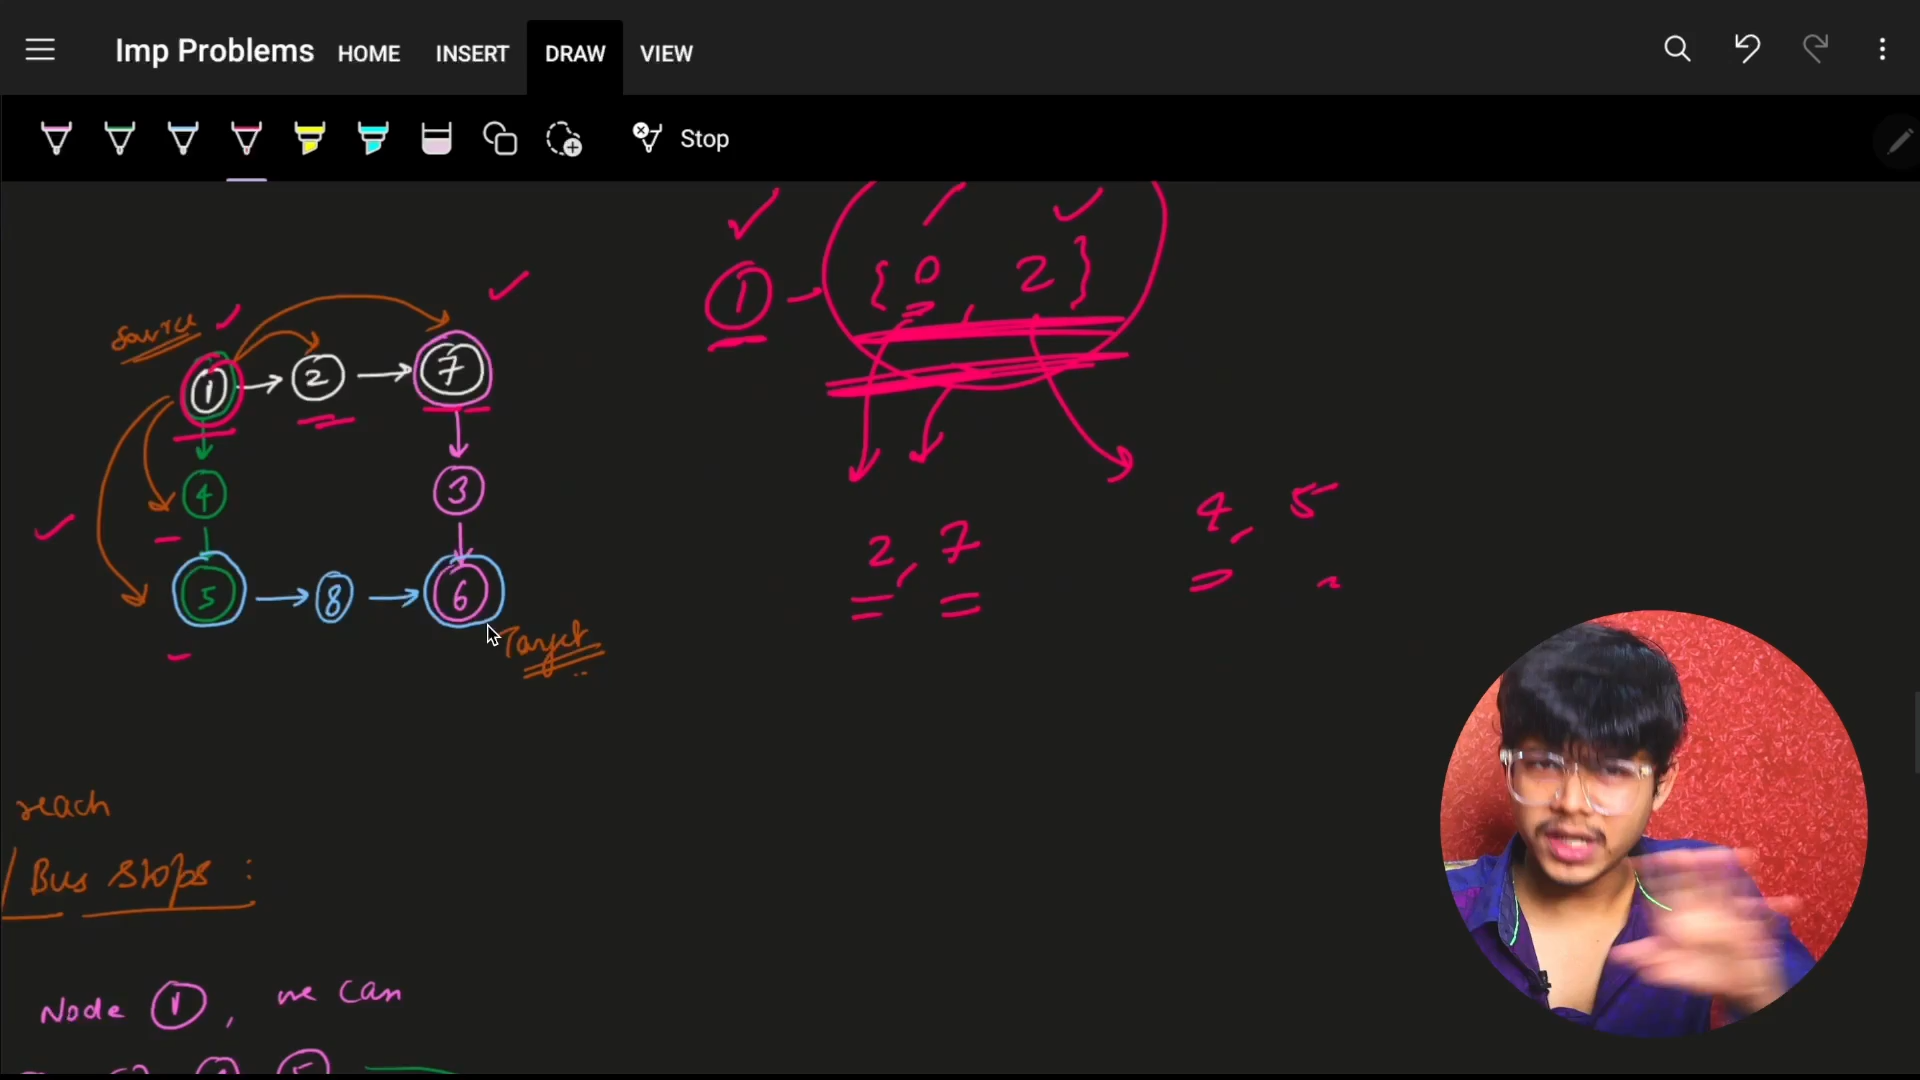 Imp Problems HOME INSERT DRAW VIEW
Stop
{ 0 , 2 }
1
Source
1 2 7
4 3
4, 5
2, 7
5 8 6
Target
reach
/ Bus stops :
Node 1 , we can